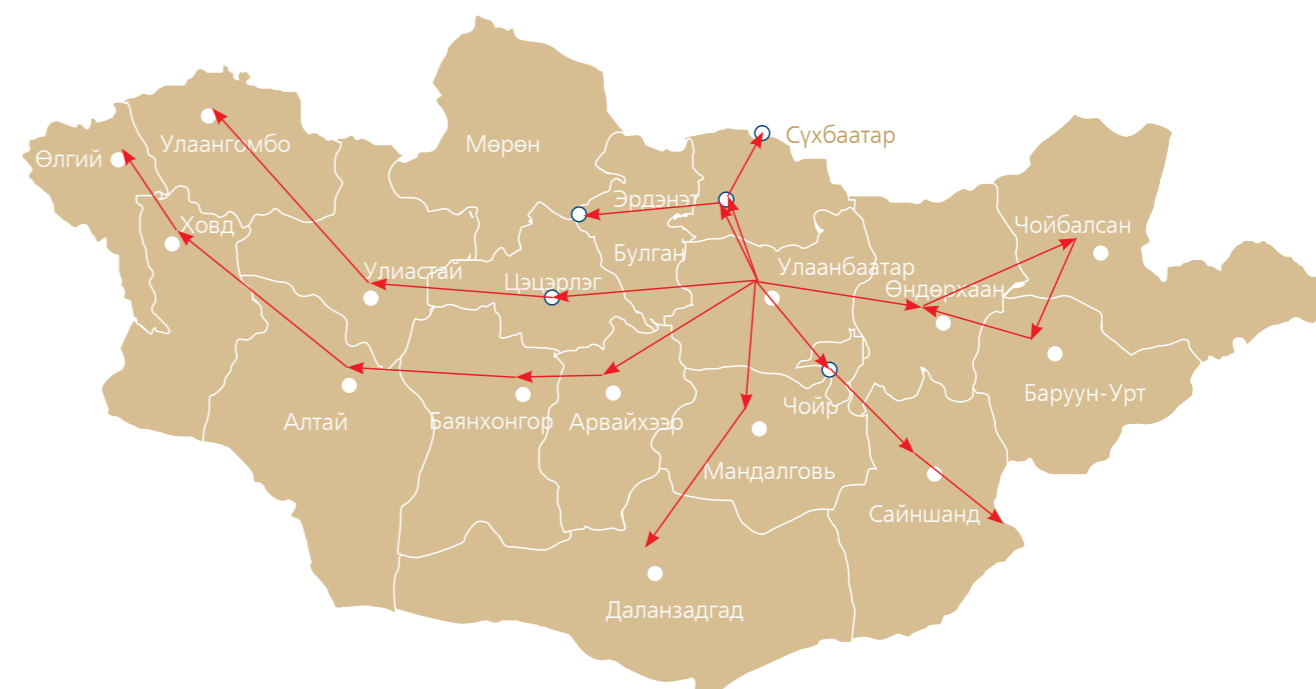 Сүхбаатар
Улаангомбо
Мөрөн
Өлгий
Эрдэнэт
Ховд
Чойбалсан
Булган
Улаанбаатар
Улиастай
Цэцэрлэг
Өндөрхаан
Баруун-Урт
Чойр
Алтай
Баянхонгор
Арвайхээр
Мандалговь
Сайншанд
Даланзадгад